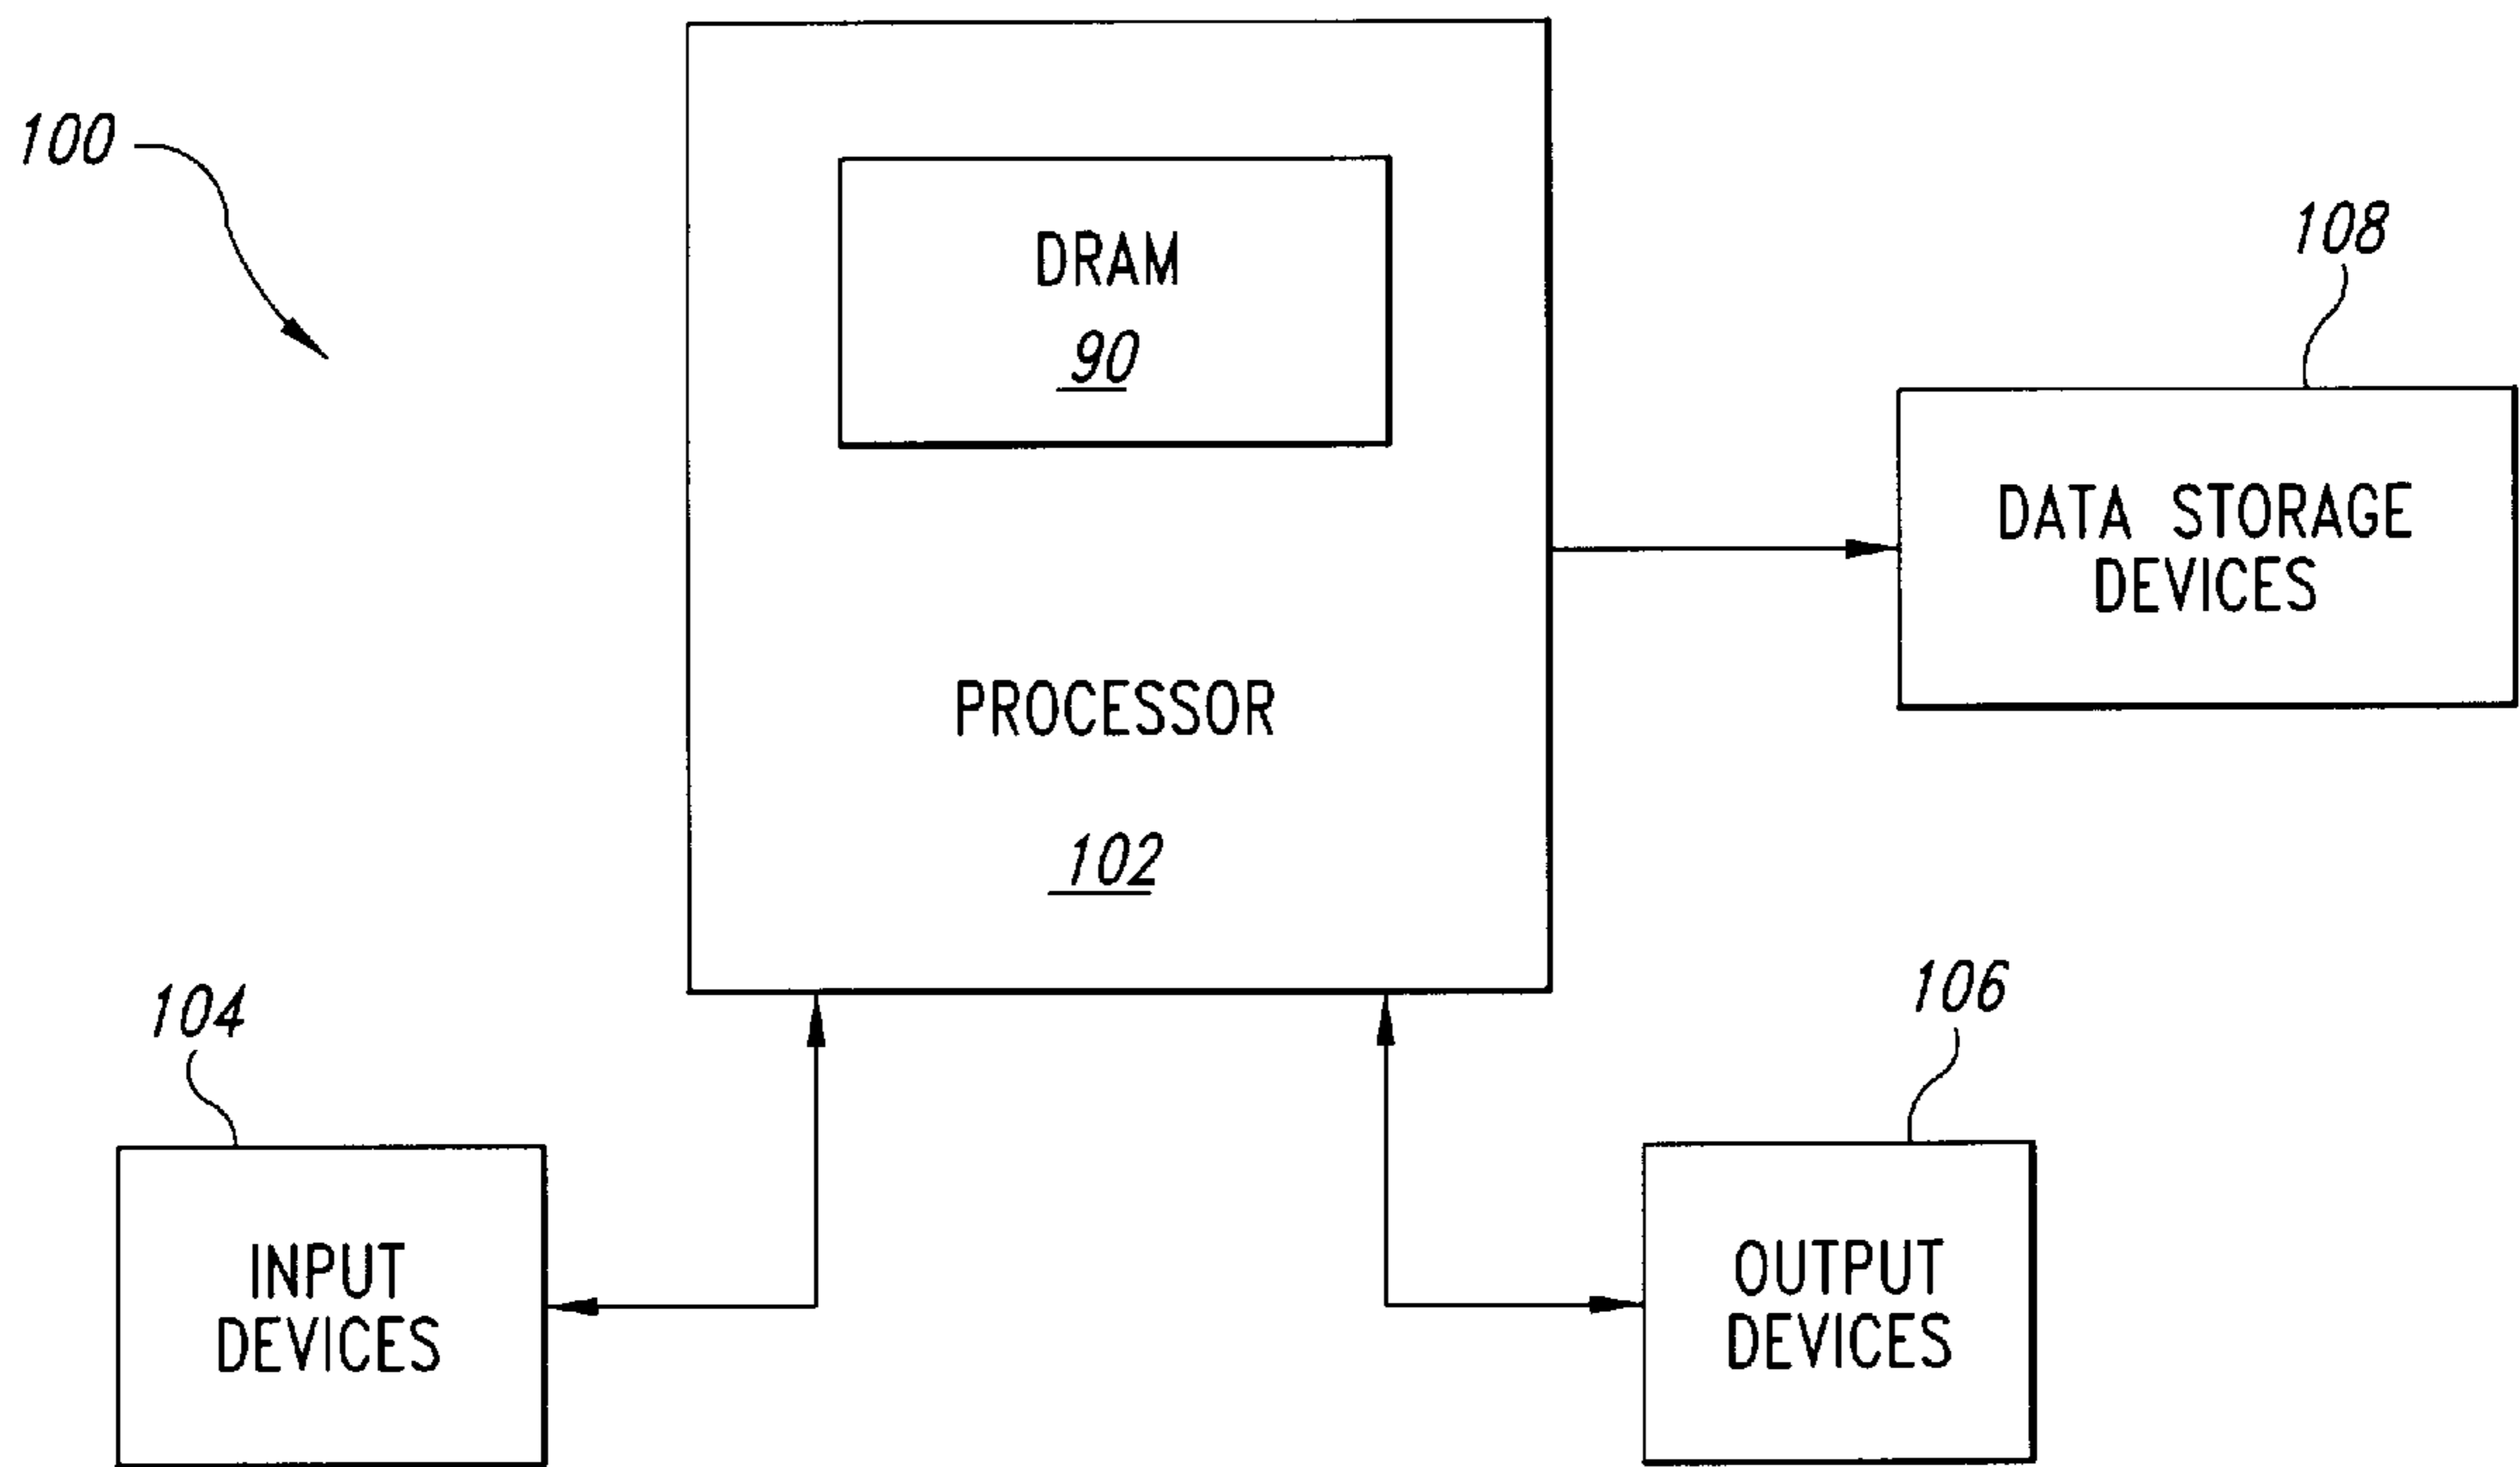 100
DRAM
90
108
DATA STORAGE
DEVICES
PROCESSOR
102
104
106
INPUT
DEVICES
OUTPUT
DEVICES